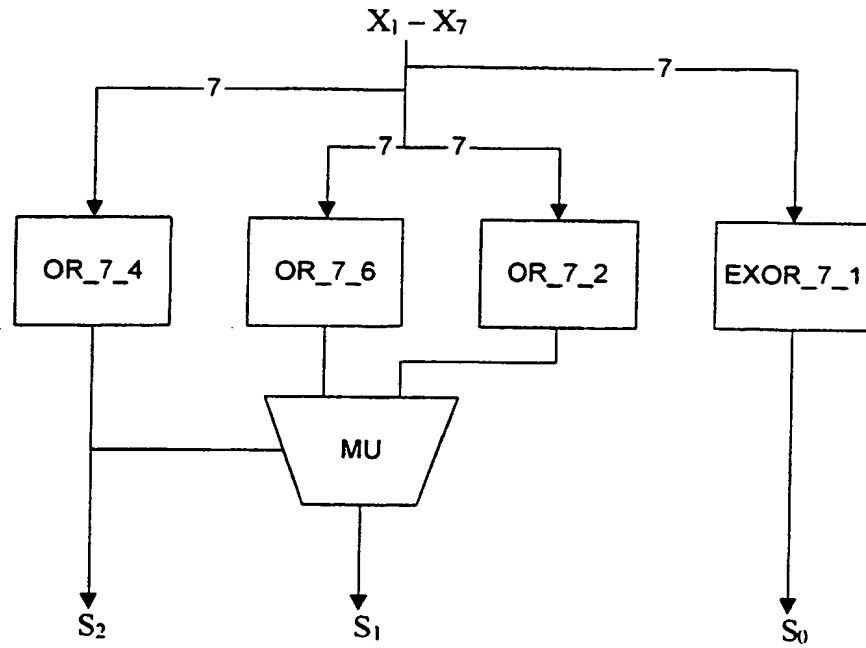 X₁ – X₇
7
7
7 7
OR_7_4 OR_7_6 OR_7_2 EXOR_7_1
MU
S₂ S₁ S₀